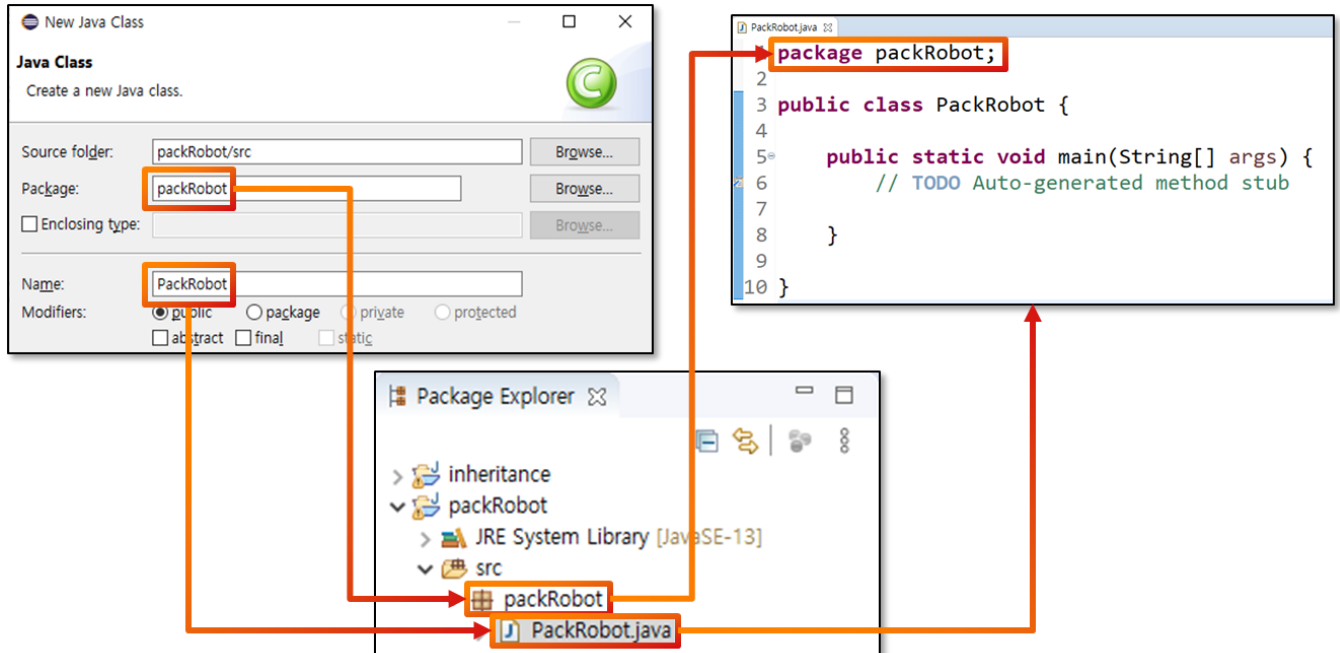 New Java Class
Java Class
Create a new Java class.
Source folder: packRobot/src Browse...
Package: packRobot Browse...
Enclosing type: Browse...
Name: PackRobot
Modifiers: public package private protected
abstract final static
PackRobot.java
1 package packRobot;
2
3 public class PackRobot {
4
5 public static void main(String[] args) {
6 // TODO Auto-generated method stub
7
8 }
9
10 }
Package Explorer
inheritance
packRobot
JRE System Library [JavaSE-13]
src
packRobot
PackRobot.java